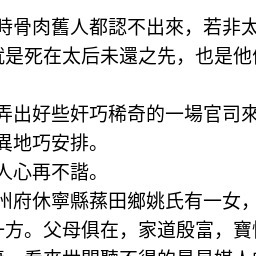 時骨肉舊人都認不出來，若非太
就是死在太后未還之先，也是他
弄出好些奸巧稀奇的一場官司來
異地巧安排。
人心再不諧。
州府休寧縣蓀田鄉姚氏有一女，
一方。父母俱在，家道殷富，寶